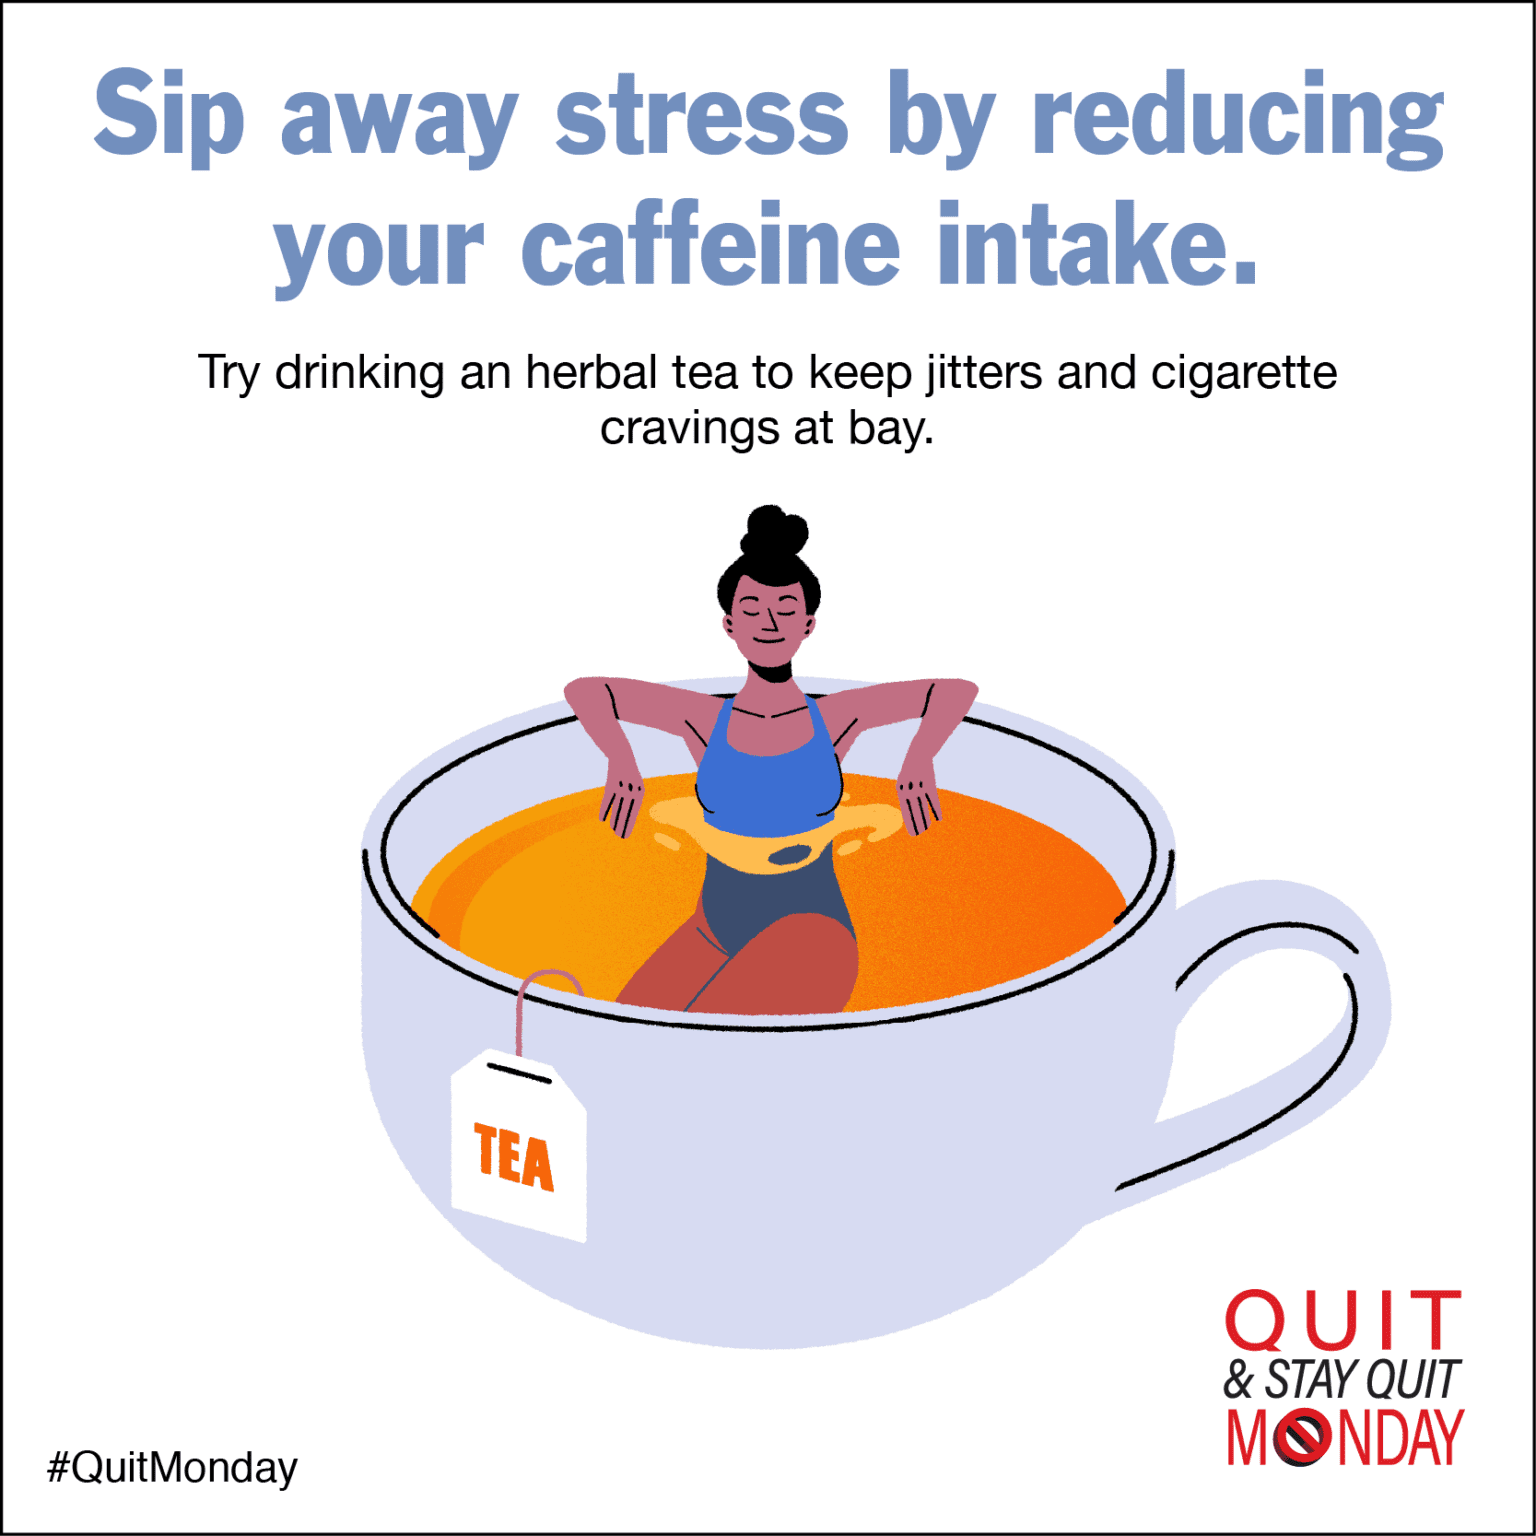 Sip away stress by reducing
your caffeine intake.
Try drinking an herbal tea to keep jitters and cigarette
cravings at bay.
TEA
QUIT
& STAY QUIT
MONDAY
#QuitMonday